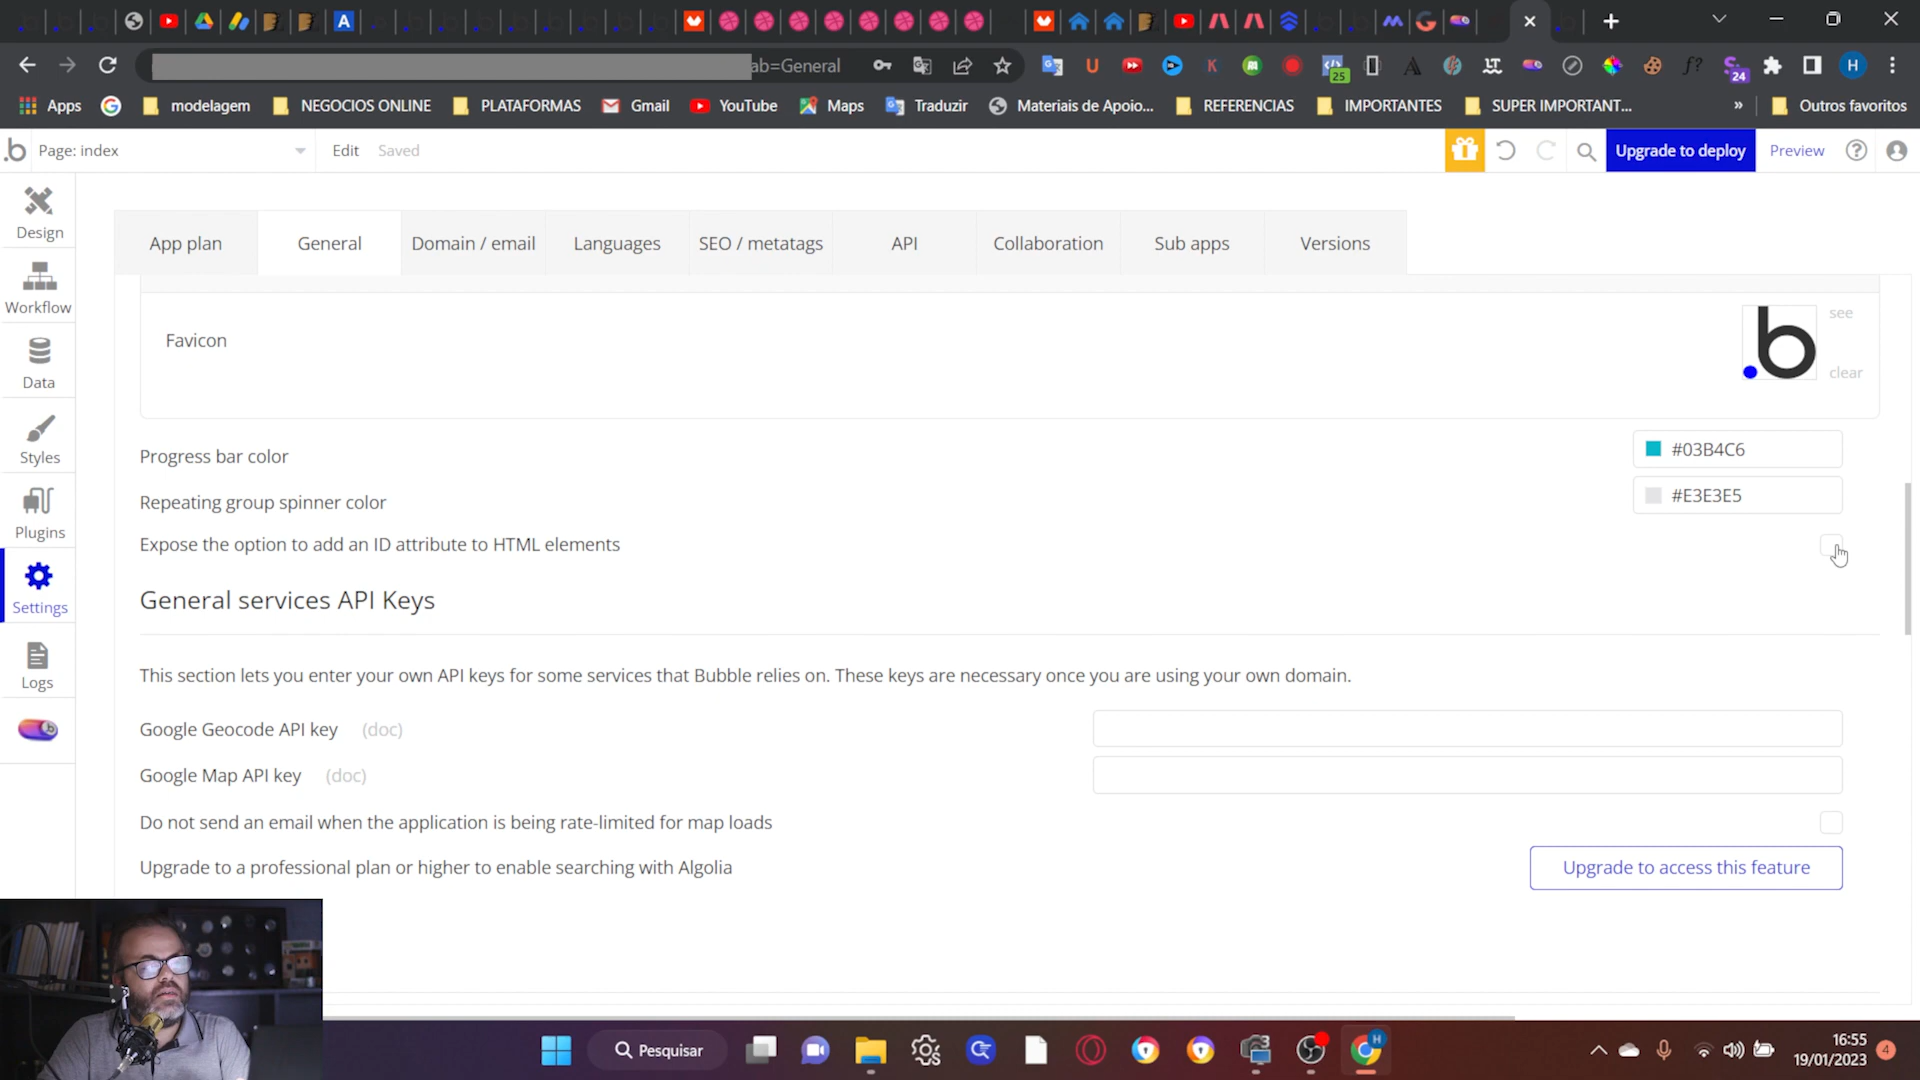 ab=General
25
24
H
Apps
modelagem
NEGOCIOS ONLINE
PLATAFORMAS
Gmail
YouTube
Maps
Traduzir
Materiais de Apoio...
REFERENCIAS
IMPORTANTES
SUPER IMPORTANT...
»
Outros favoritos
Page: index
Edit
Saved
Upgrade to deploy
Preview
Design
Workflow
Data
Styles
Plugins
Settings
Logs
App plan
General
Domain / email
Languages
SEO / metatags
API
Collaboration
Sub apps
Versions
Favicon
see
clear
Progress bar color
#03B4C6
Repeating group spinner color
#E3E3E5
Expose the option to add an ID attribute to HTML elements
General services API Keys
This section lets you enter your own API keys for some services that Bubble relies on. These keys are necessary once you are using your own domain.
Google Geocode API key (doc)
Google Map API key (doc)
Do not send an email when the application is being rate-limited for map loads
Upgrade to a professional plan or higher to enable searching with Algolia
Upgrade to access this feature
Pesquisar
16:55
19/01/2023
4